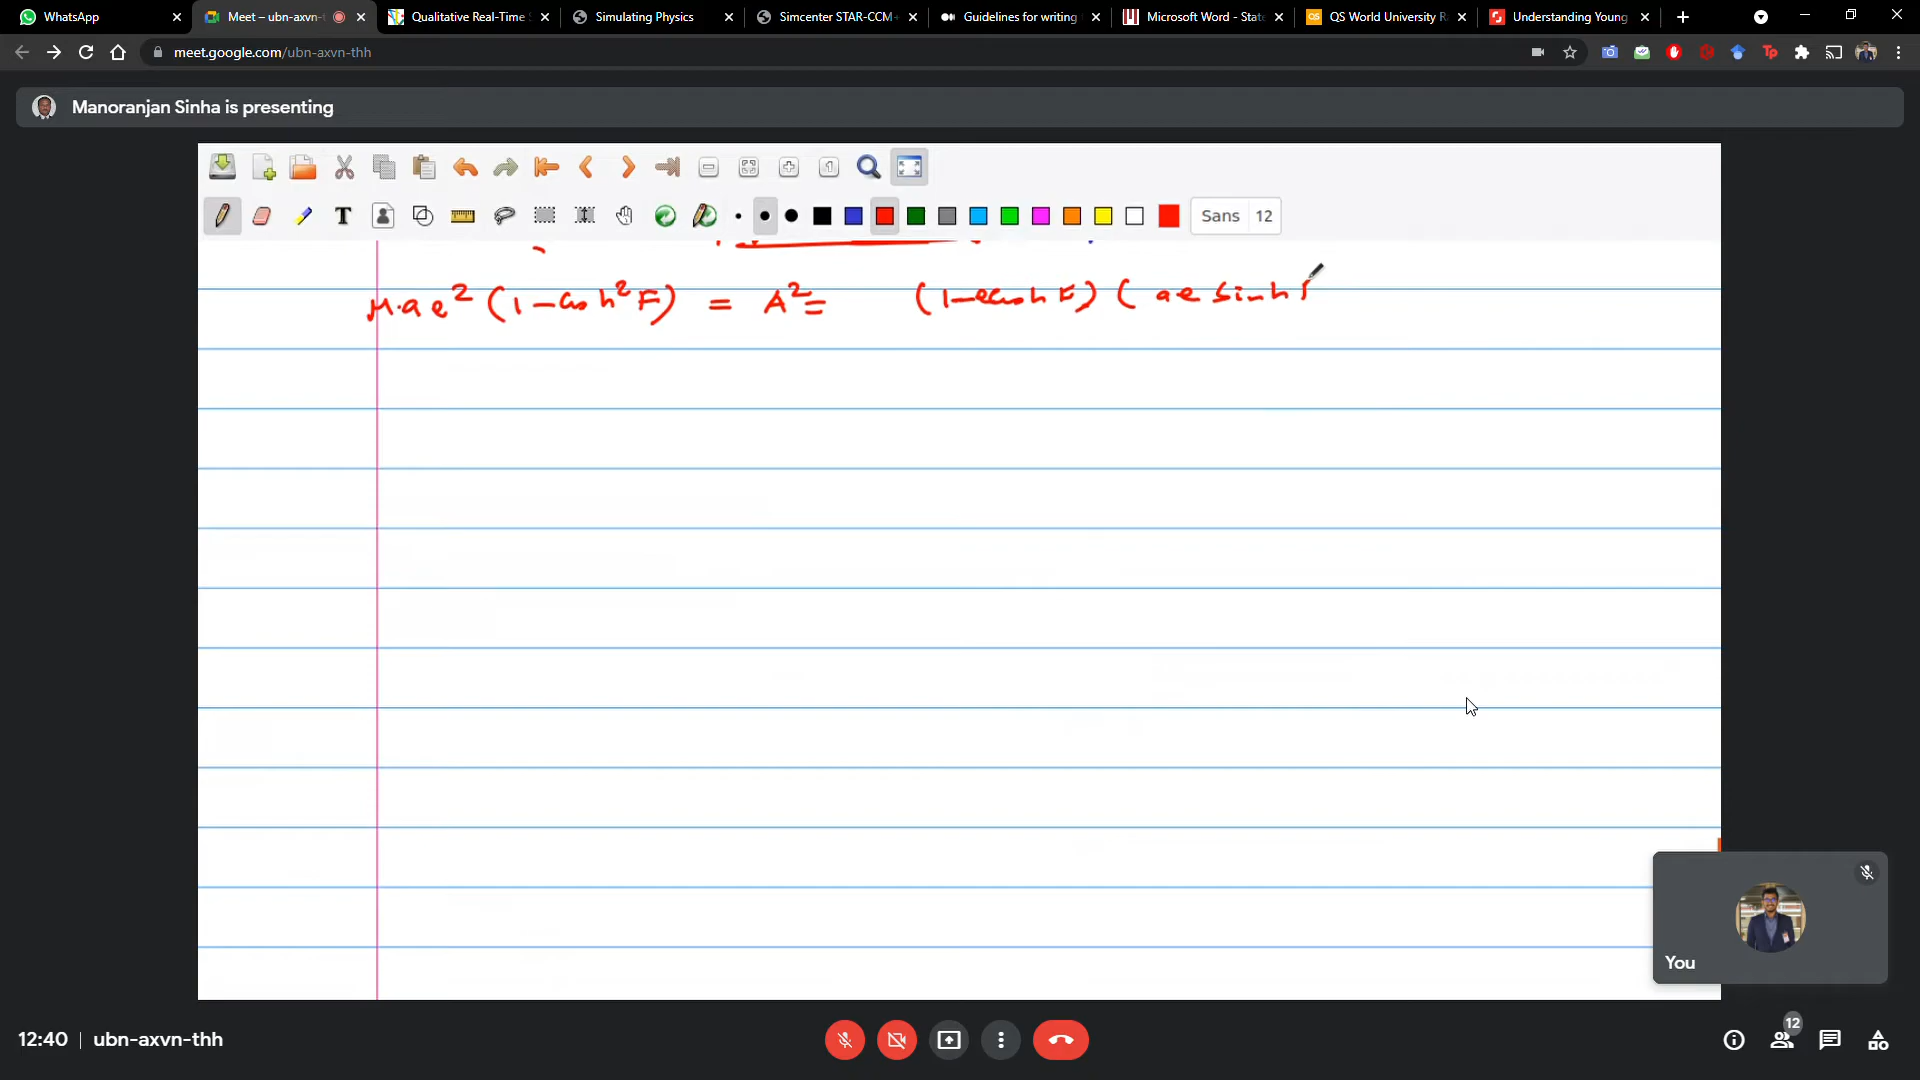 WhatsApp
Meet – ubn-axvn-t
Qualitative Real-Time
Simulating Physics
Simcenter STAR-CCM+
Guidelines for writing
Microsoft Word - State
QS World University R
Understanding Young
meet.google.com/ubn-axvn-thh
Manoranjan Sinha is presenting
T
Sans 12
μ.ae² (1-Cosh²F) = A² = (1-eCosh F) ( ae Sinh
You
12:40 | ubn-axvn-thh
12